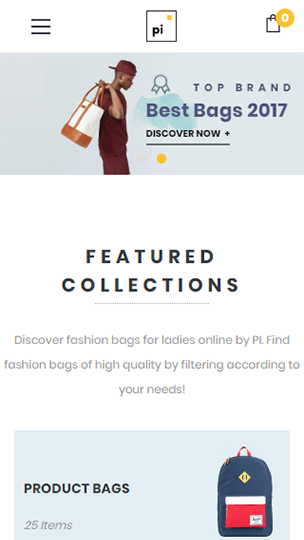 pi
0
TOP BRAND
Best Bags 2017
DISCOVER NOW +
FEATURED
COLLECTIONS
Discover fashion bags for ladies online by PI. Find
fashion bags of high quality by filtering according to
your needs!
PRODUCT BAGS
25 Items